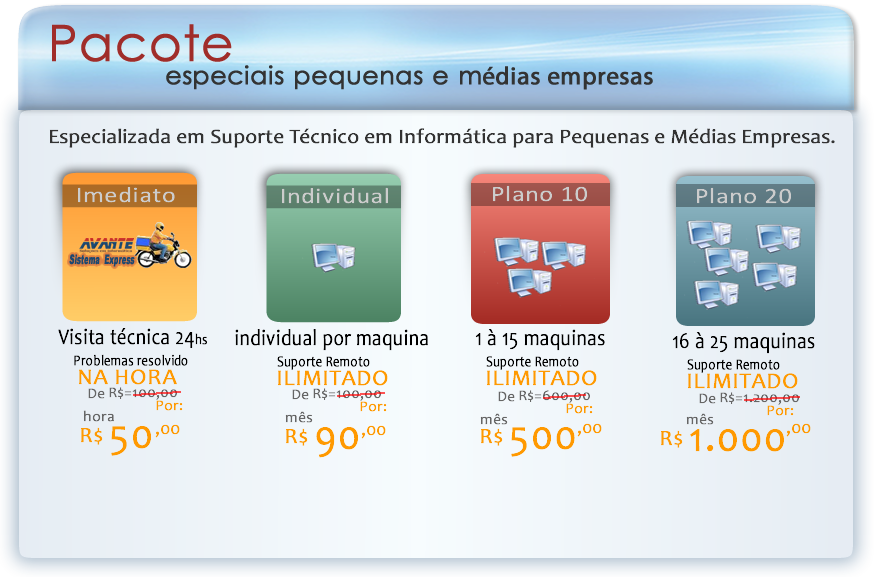 Pacote
especiais pequenas e médias empresas
Especializada em Suporte Técnico em Informática para Pequenas e Médias Empresas.
Imediato
AVANTE
Sistema Express
Visita técnica 24hs
Problemas resolvido
NA HORA
De R$=100,00
Por:
hora
R$ 50,00
Individual
individual por maquina
Suporte Remoto
ILIMITADO
De R$=100,00
Por:
mês
R$ 90,00
Plano 10
1 à 15 maquinas
Suporte Remoto
ILIMITADO
De R$=600,00
Por:
mês
R$ 500,00
Plano 20
16 à 25 maquinas
Suporte Remoto
ILIMITADO
De R$=1.200,00
Por:
mês
R$ 1.000,00